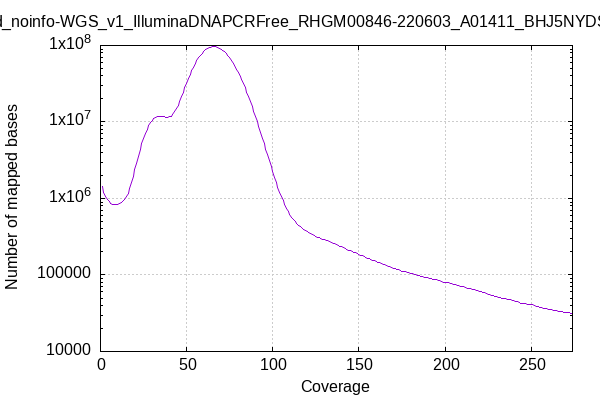 d_noinfo-WGS_v1_IlluminaDNAPCRFree_RHGM00846-220603_A01411_BHJ5NYDS
1x10^8
1x10^7
1x10^6
100000
10000
Number of mapped bases
0 50 100 150 200 250
Coverage